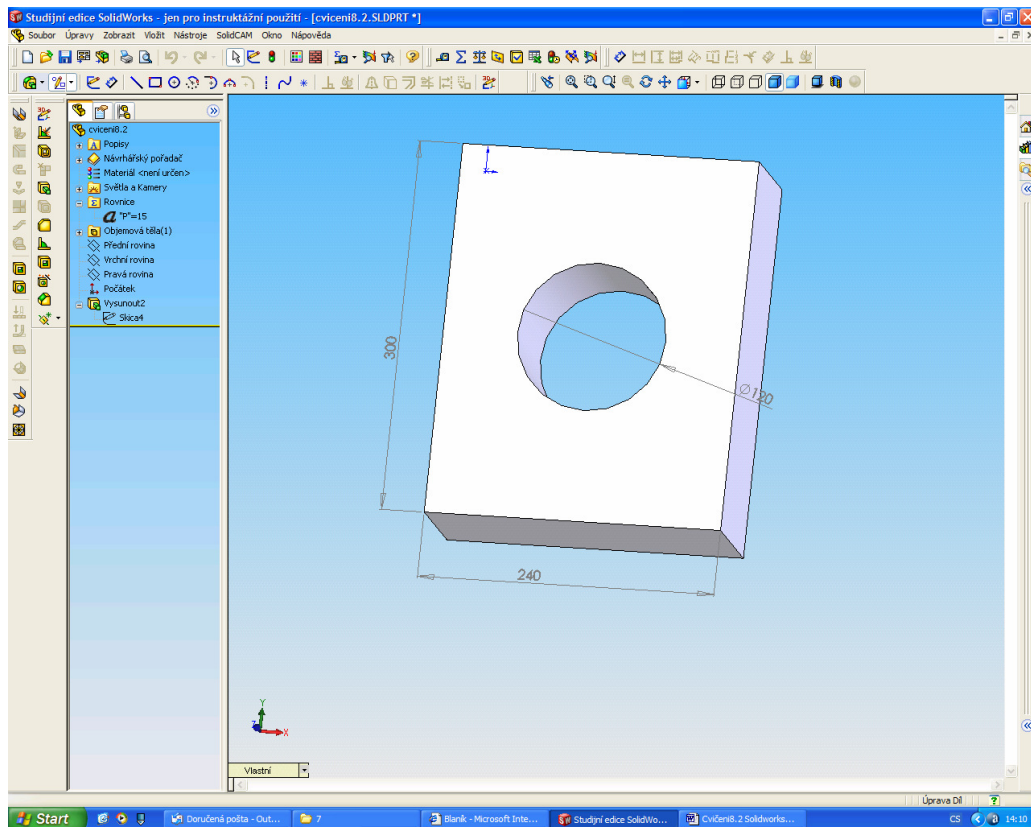 Studijní edice SolidWorks - jen pro instruktážní použití - [cviceni8.2.SLDPRT *]
Soubor Úpravy Zobrazit Vložit Nástroje SolidCAM Okno Nápověda
cviceni8.2
Popisy
Návrhářský pořadač
Materiál <není určen>
Světla a Kamery
Rovnice
"P"=15
Objemová těla(1)
Přední rovina
Vrchní rovina
Pravá rovina
Počátek
Vysunout2
Skica4
300
Ø120
240
Y
X
Z
Vlastní
Úprava Díl
Start
Doručená pošta - Out...
7
Blaník - Microsoft Inte...
Studijní edice SolidWo...
Cvičení8.2 Solidworks...
CS
14:10